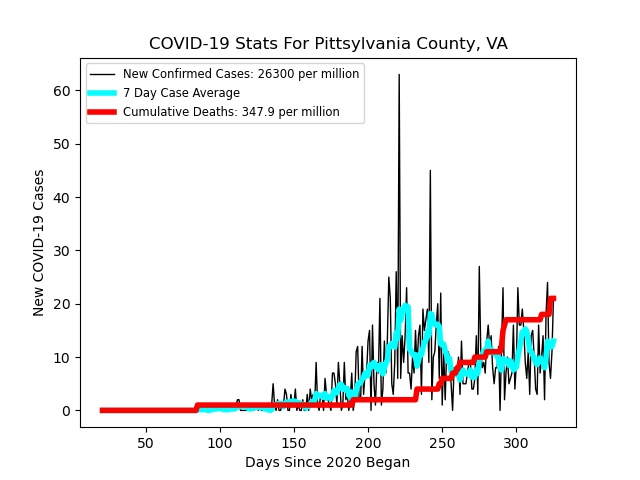 COVID-19 Stats For Pittsylvania County, VA
New Confirmed Cases: 26300 per million
7 Day Case Average
Cumulative Deaths: 347.9 per million
New COVID-19 Cases
60
50
40
30
20
10
0
50 100 150 200 250 300
Days Since 2020 Began